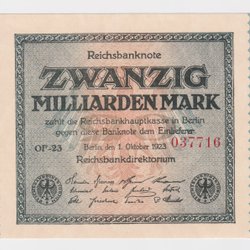 Reichsbanknote
ZWANZIG
MILLIARDEN MARK
zahlt die Reichsbankhauptkasse in Berlin
gegen diese Banknote dem Einlieferer
OP-23 Berlin den 1. Oktober 1923 037716
Reichsbankdirektorium